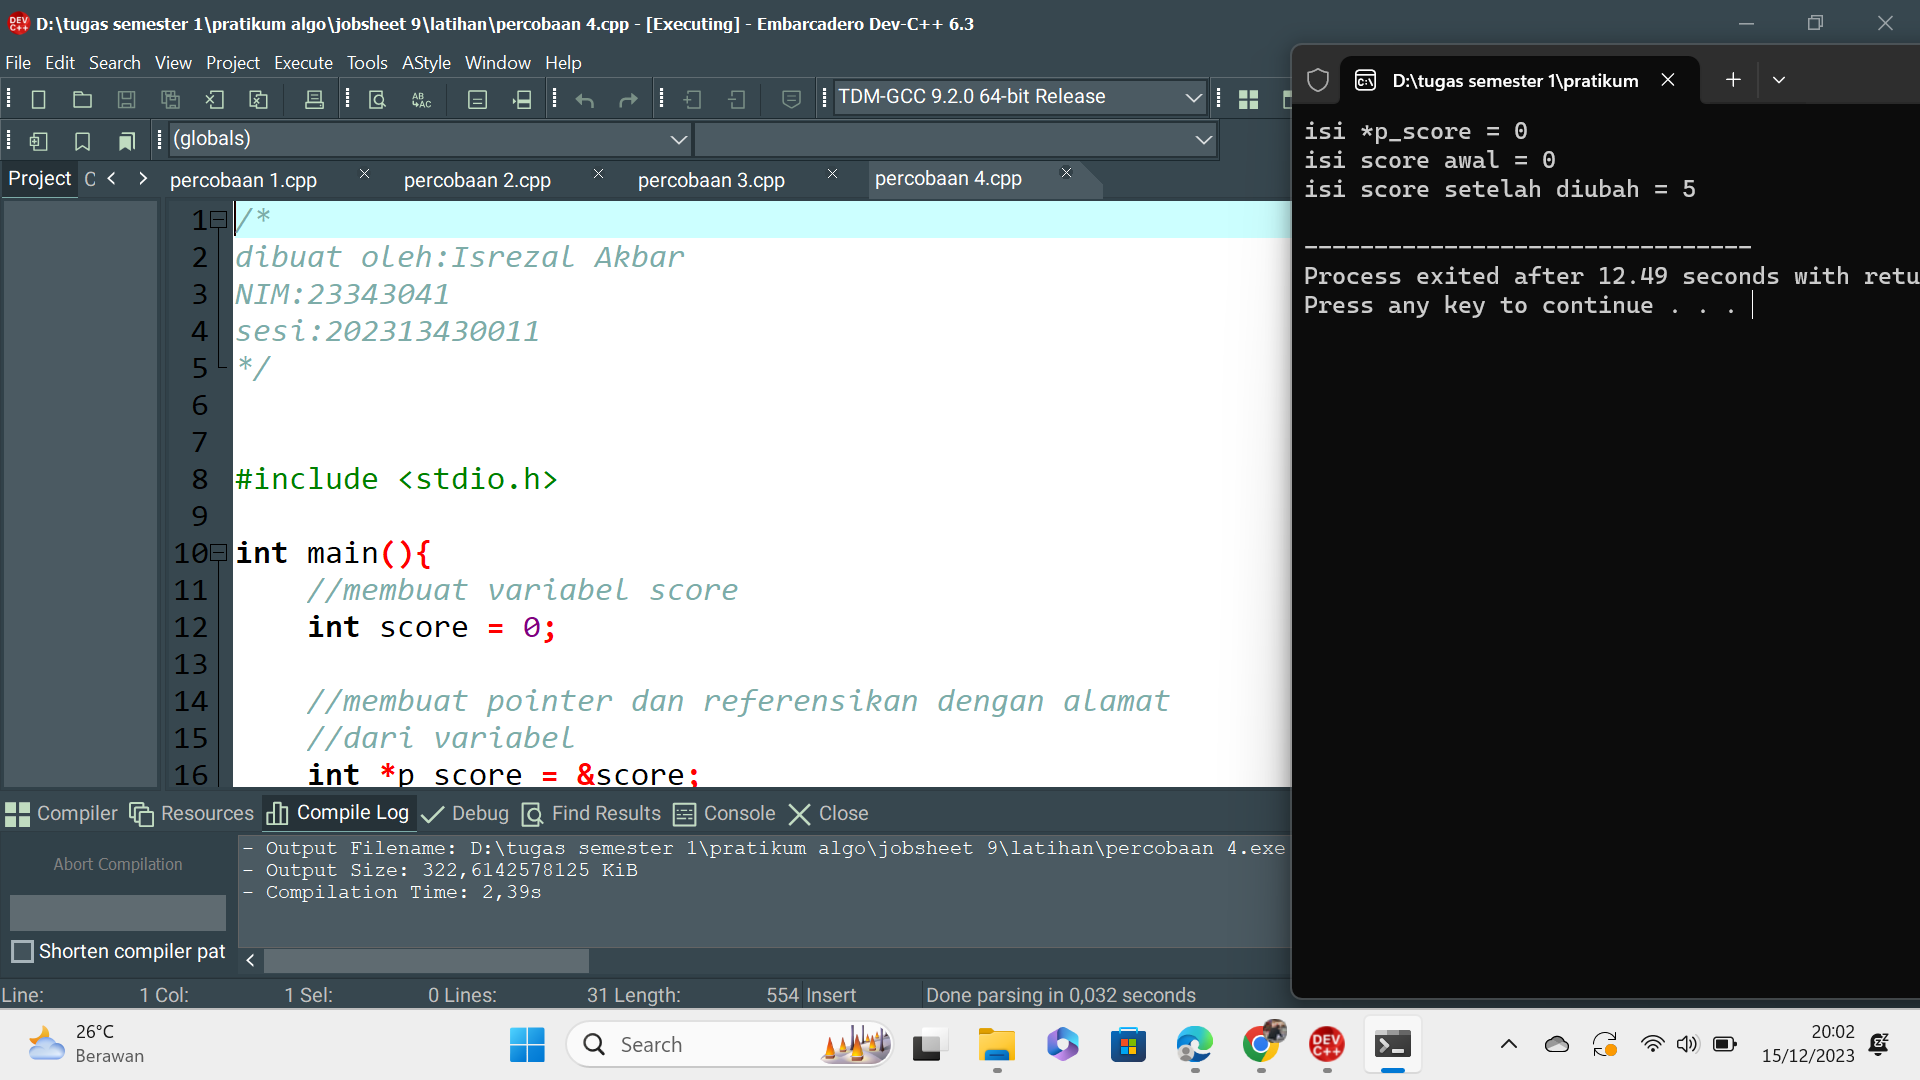 D:\tugas semester 1\pratikum algo\jobsheet 9\latihan\percobaan 4.cpp - [Executing] - Embarcadero Dev-C++ 6.3
File Edit Search View Project Execute Tools AStyle Window Help
TDM-GCC 9.2.0 64-bit Release
(globals)
Project C
percobaan 1.cpp
percobaan 2.cpp
percobaan 3.cpp
percobaan 4.cpp
1 /*
2 dibuat oleh:Isrezal Akbar
3 NIM:23343041
4 sesi:202313430011
5 */
6
7
8 #include <stdio.h>
9
10 int main(){
11 //membuat variabel score
12 int score = 0;
13
14 //membuat pointer dan referensikan dengan alamat
15 //dari variabel
16 int *p_score = &score;
D:\tugas semester 1\pratikum
isi *p_score = 0
isi score awal = 0
isi score setelah diubah = 5
--------------------------------
Process exited after 12.49 seconds with retu
Press any key to continue . . .
Compiler Resources Compile Log Debug Find Results Console Close
Abort Compilation
Shorten compiler pat
- Output Filename: D:\tugas semester 1\pratikum algo\jobsheet 9\latihan\percobaan 4.exe
- Output Size: 322,6142578125 KiB
- Compilation Time: 2,39s
Line: 1 Col: 1 Sel: 0 Lines: 31 Length: 554 Insert Done parsing in 0,032 seconds
26°C
Berawan
Search
DEV C++
20:02
15/12/2023